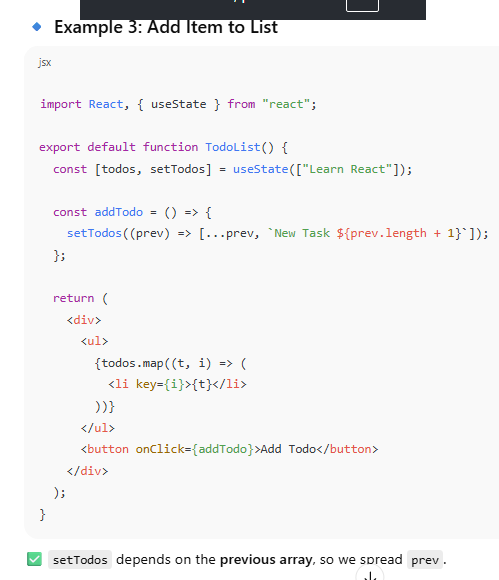 Example 3: Add Item to List
jsx
import React, { useState } from "react";
export default function TodoList() {
  const [todos, setTodos] = useState(["Learn React"]);
  const addTodo = () => {
    setTodos((prev) => [...prev, `New Task ${prev.length + 1}`]);
  };
  return (
    <div>
      <ul>
        {todos.map((t, i) => (
          <li key={i}>{t}</li>
        ))}
      </ul>
      <button onClick={addTodo}>Add Todo</button>
    </div>
  );
}
✅ setTodos depends on the previous array, so we spread prev.